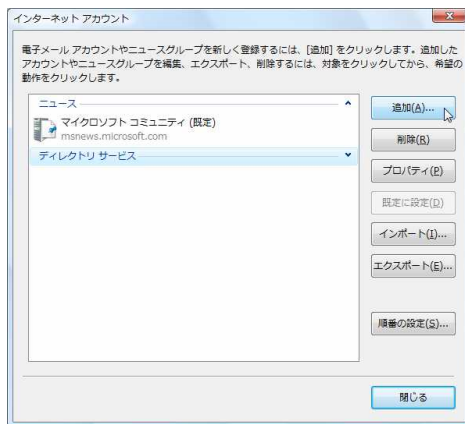 インターネット アカウント
電子メール アカウントやニュースグループを新しく登録するには、[追加] をクリックします。追加した
アカウントやニュースグループを編集、エクスポート、削除するには、対象をクリックしてから、希望の
動作をクリックします。
ニュース
マイクロソフト コミュニティ (既定)
msnews.microsoft.com
ディレクトリ サービス
追加(A)...
削除(R)
プロパティ(P)
既定に設定(D)
インポート(I)...
エクスポート(E)...
順番の設定(S)...
閉じる